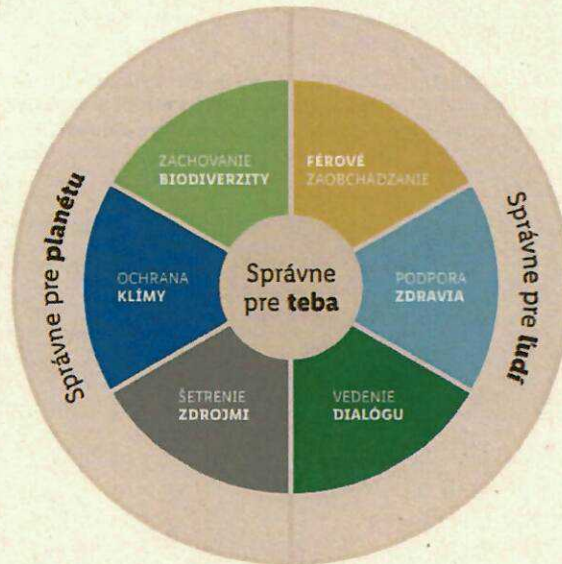 Správne pre planétu
ZACHOVANIE
BIODIVERZITY
FÉROVÉ
ZAOBCHÁDZANIE
OCHRANA
KLÍMY
Správne
pre teba
PODPORA
ZDRAVIA
ŠETRENIE
ZDROJMI
VEDENIE
DIALÓGU
Správne pre ľudí